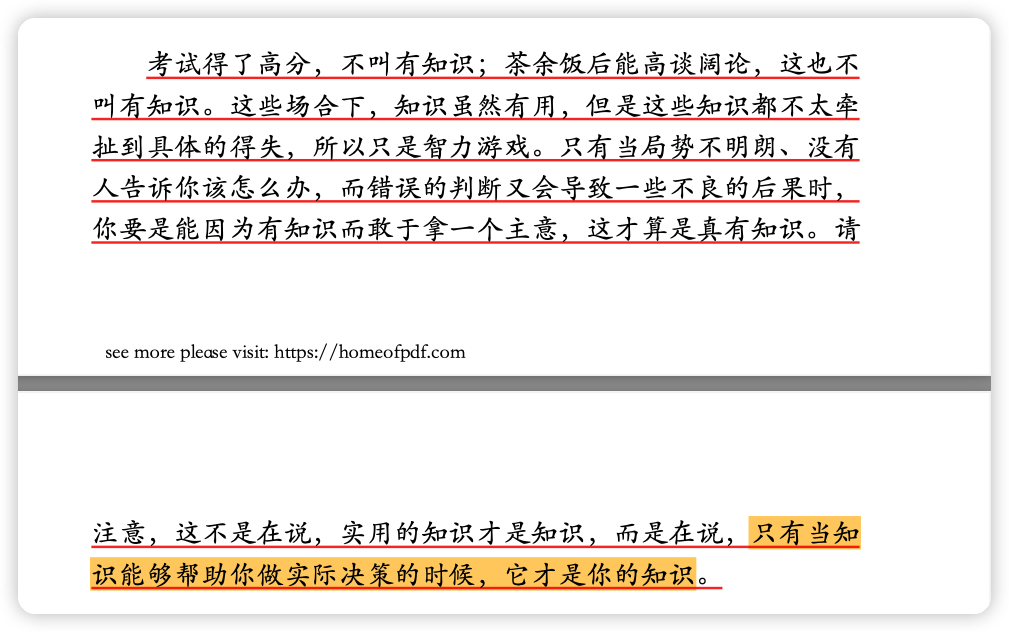 考试得了高分，不叫有知识；茶余饭后能高谈阔论，这也不
叫有知识。这些场合下，知识虽然有用，但是这些知识都不太牵
扯到具体的得失，所以只是智力游戏。只有当局势不明朗、没有
人告诉你该怎么办，而错误的判断又会导致一些不良的后果时，
你要是能因为有知识而敢于拿一个主意，这才算是真有知识。请
see more please visit: https://homeofpdf.com
注意，这不是在说，实用的知识才是知识，而是在说，只有当知
识能够帮助你做实际决策的时候，它才是你的知识。